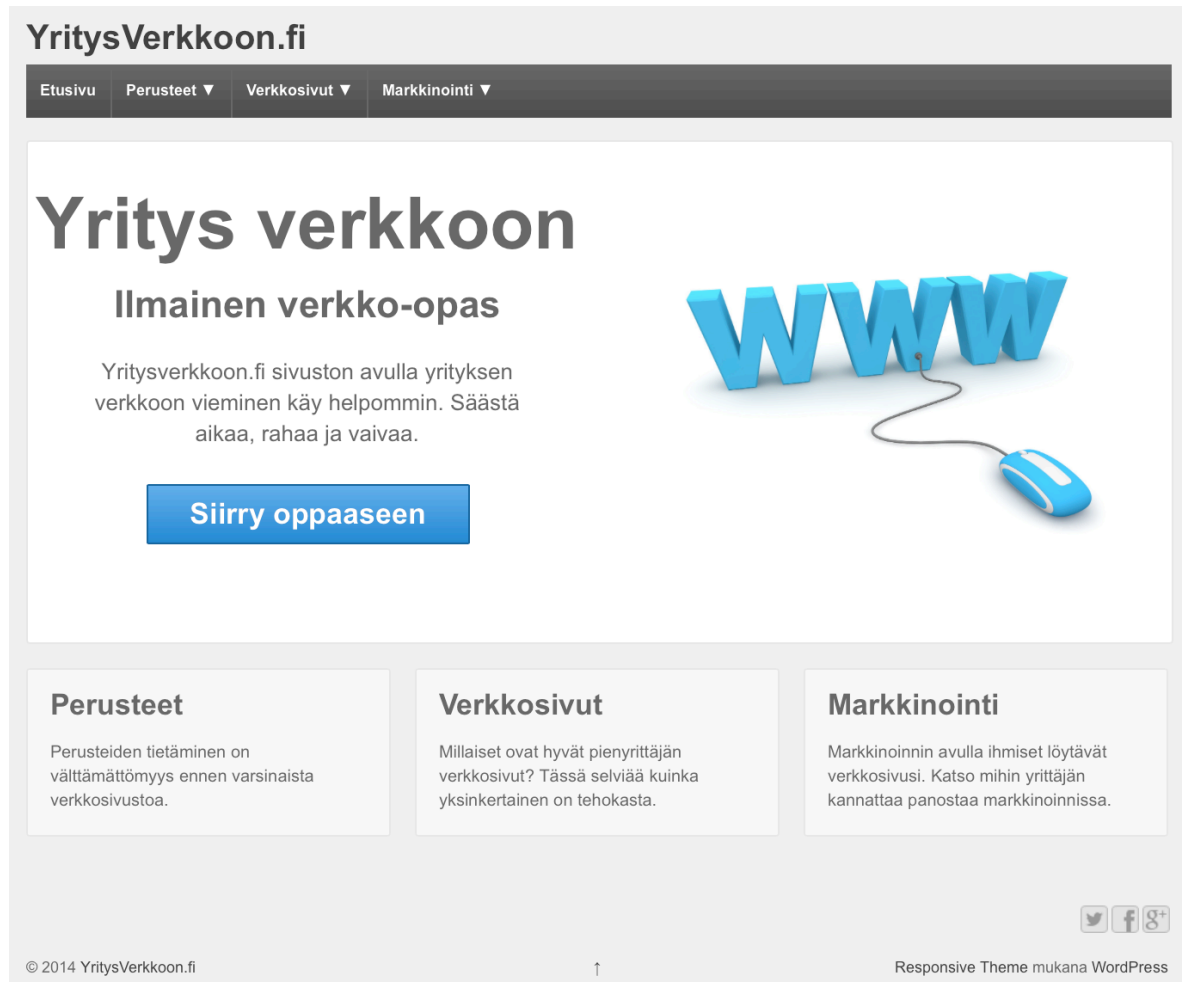 YritysVerkkoon.fi
Etusivu Perusteet ▼ Verkkosivut ▼ Markkinointi ▼
Yritys verkkoon
Ilmainen verkko-opas
Yritysverkkoon.fi sivuston avulla yrityksen
verkkoon vieminen käy helpommin. Säästä
aikaa, rahaa ja vaivaa.
Siirry oppaaseen
WWW
Perusteet
Perusteiden tietäminen on
välttämättömyys ennen varsinaista
verkkosivustoa.
Verkkosivut
Millaiset ovat hyvät pienyrittäjän
verkkosivut? Tässä selviää kuinka
yksinkertainen on tehokasta.
Markkinointi
Markkinoinnin avulla ihmiset löytävät
verkkosivusi. Katso mihin yrittäjän
kannattaa panostaa markkinoinnissa.
f g+
© 2014 YritysVerkkoon.fi ↑ Responsive Theme mukana WordPress